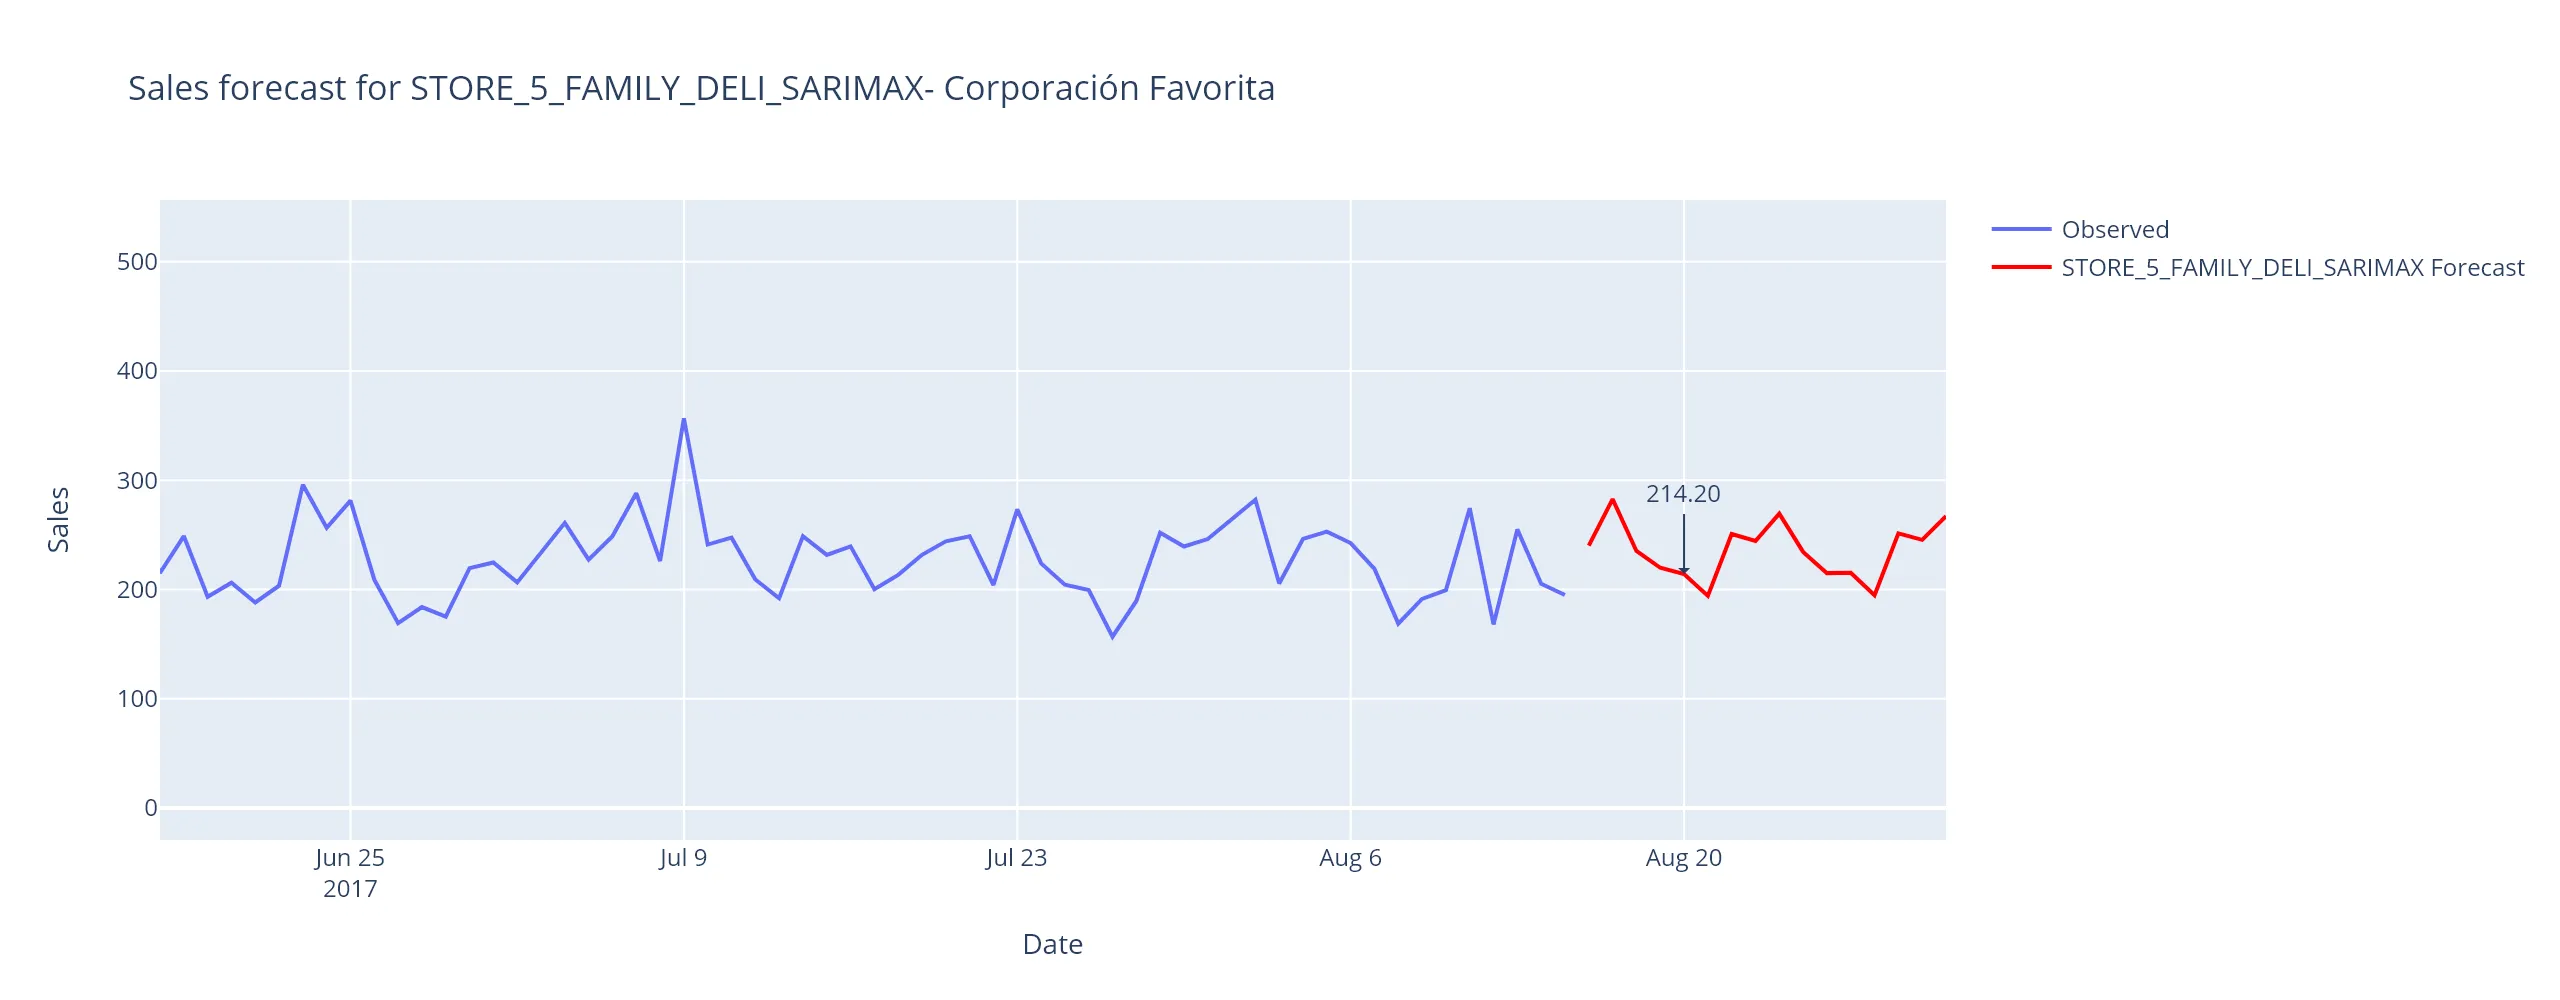 Sales forecast for STORE_5_FAMILY_DELI_SARIMAX- Corporación Favorita
Observed
STORE_5_FAMILY_DELI_SARIMAX Forecast
Sales
500
400
300
200
100
0
214.20
Jun 25
2017
Jul 9
Jul 23
Aug 6
Aug 20
Date